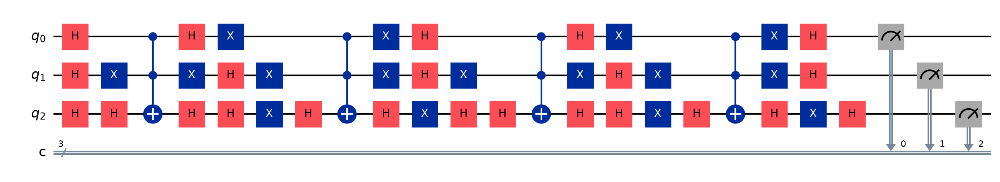 q0 H H X X H H X X H
q1 H X X H X X H X X H X X H
q2 H H H H X H H X H H H H X H H X H
c 3 0 1 2